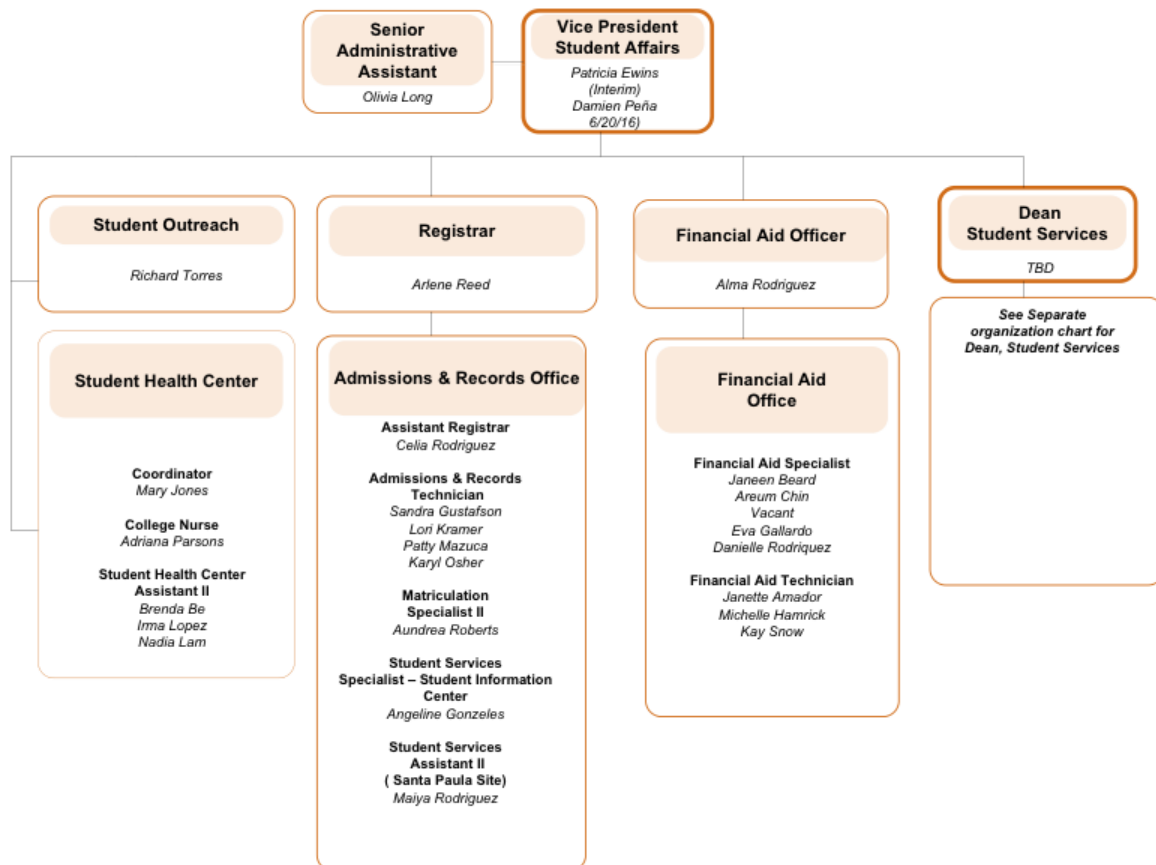 Senior
Administrative
Assistant
Olivia Long
Vice President
Student Affairs
Patricia Ewins
(Interim)
Damien Peña
6/20/16)
Student Outreach
Richard Torres
Registrar
Arlene Reed
Financial Aid Officer
Alma Rodriguez
Dean
Student Services
TBD
See Separate
organization chart for
Dean, Student Services
Student Health Center
Coordinator
Mary Jones
College Nurse
Adriana Parsons
Student Health Center
Assistant II
Brenda Be
Irma Lopez
Nadia Lam
Admissions & Records Office
Assistant Registrar
Celia Rodriguez
Admissions & Records
Technician
Sandra Gustafson
Lori Kramer
Patty Mazuca
Karyl Osher
Matriculation
Specialist II
Aundrea Roberts
Student Services
Specialist – Student Information
Center
Angeline Gonzeles
Student Services
Assistant II
( Santa Paula Site)
Maiya Rodriguez
Financial Aid
Office
Financial Aid Specialist
Janeen Beard
Areum Chin
Vacant
Eva Gallardo
Danielle Rodriquez
Financial Aid Technician
Janette Amador
Michelle Hamrick
Kay Snow